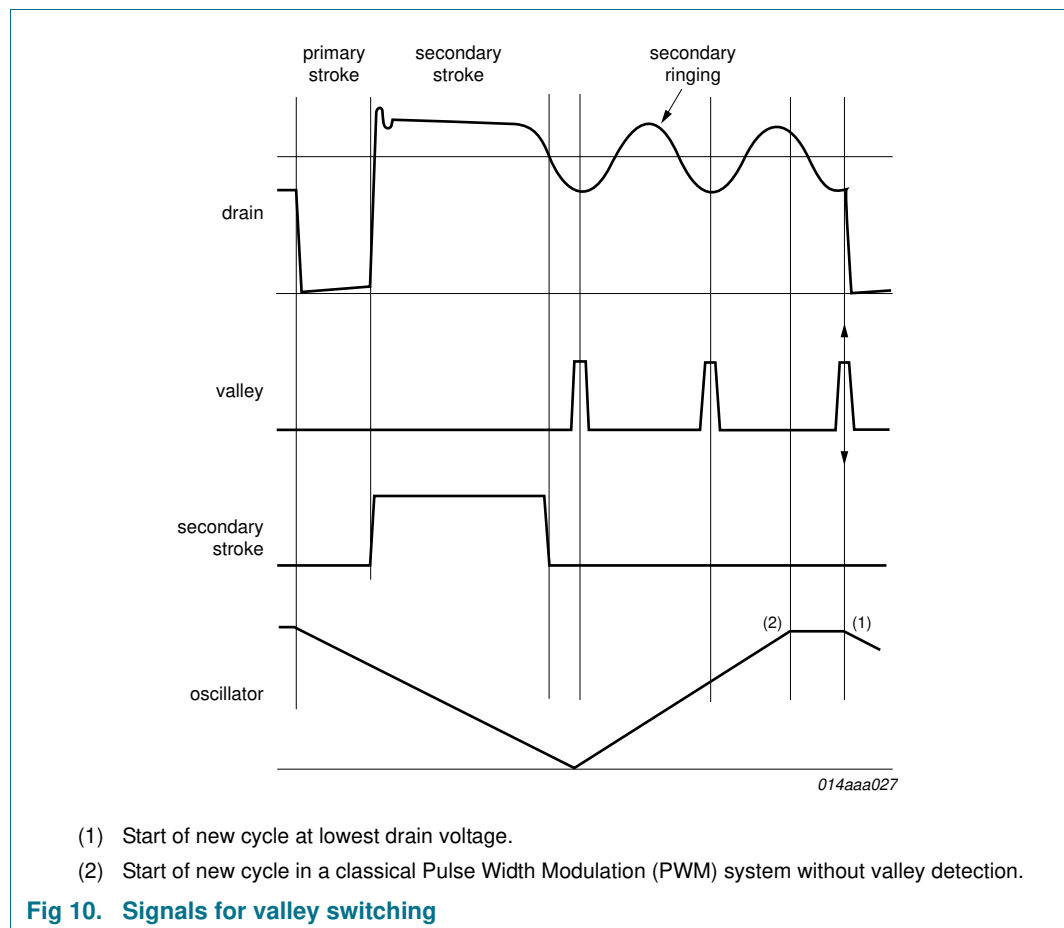 primary
stroke
secondary
stroke
secondary
ringing
drain
valley
secondary
stroke
(2)
(1)
oscillator
014aaa027
(1) Start of new cycle at lowest drain voltage.
(2) Start of new cycle in a classical Pulse Width Modulation (PWM) system without valley detection.
Fig 10. Signals for valley switching